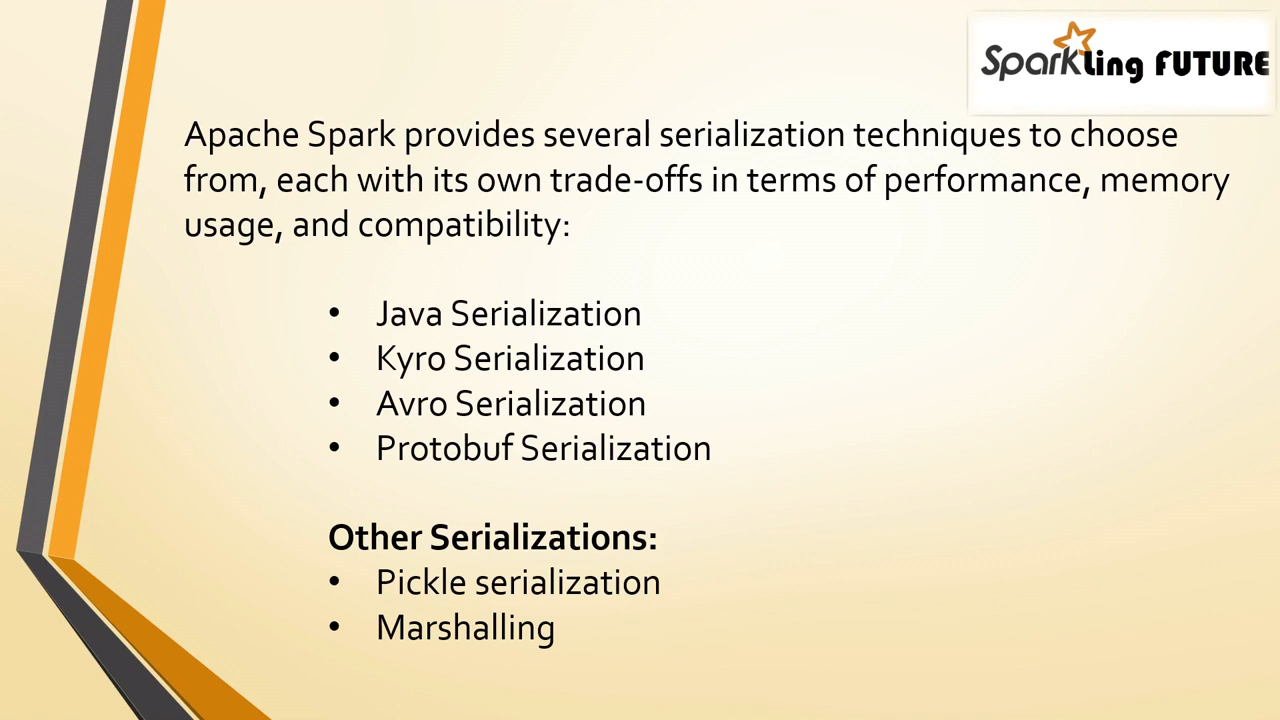 Sparkling FUTURE
Apache Spark provides several serialization techniques to choose
from, each with its own trade-offs in terms of performance, memory
usage, and compatibility:
• Java Serialization
• Kyro Serialization
• Avro Serialization
• Protobuf Serialization
Other Serializations:
• Pickle serialization
• Marshalling